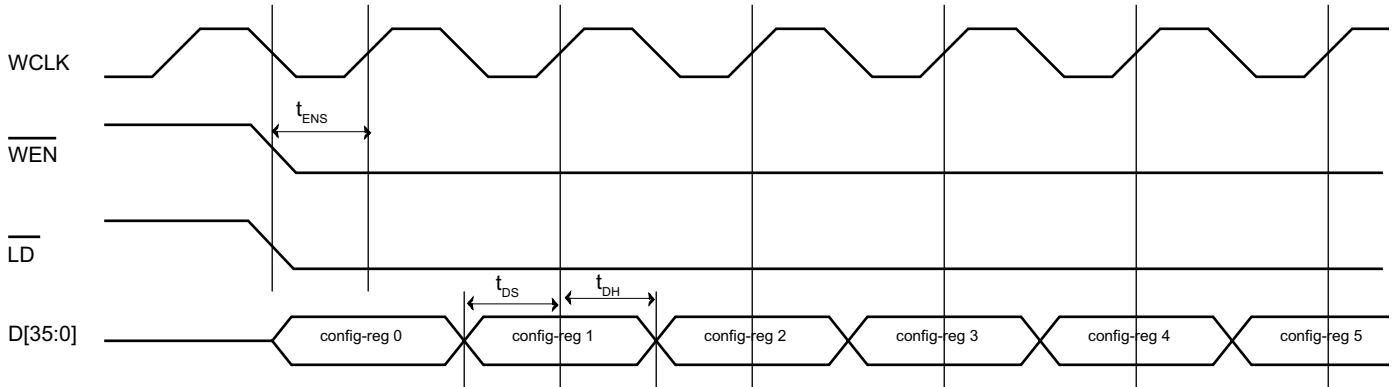 WCLK
tENS
WEN
LD
tDS
tDH
D[35:0]
config-reg 0
config-reg 1
config-reg 2
config-reg 3
config-reg 4
config-reg 5